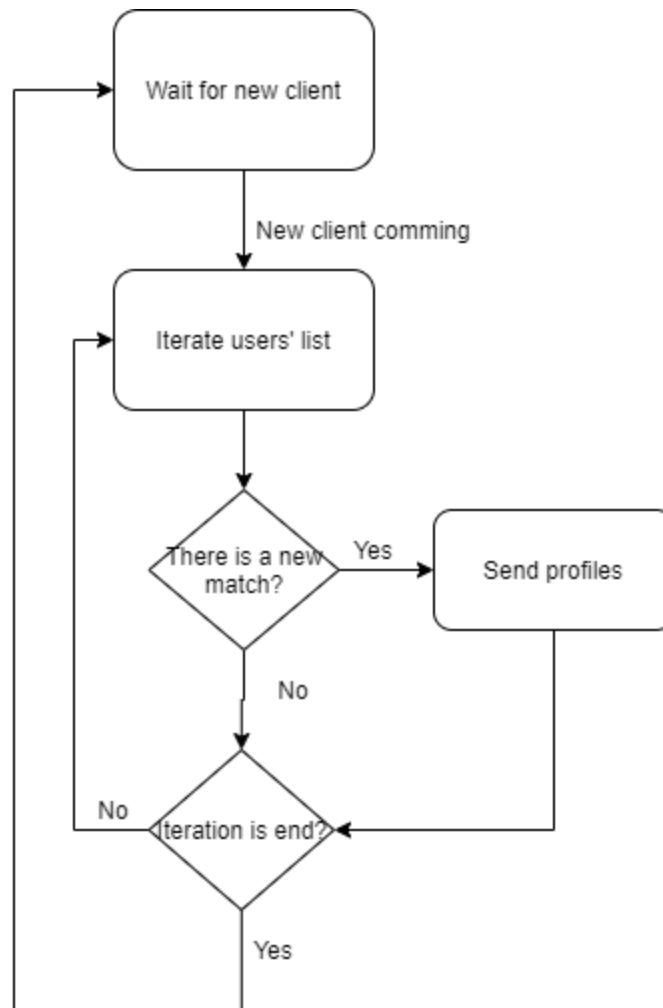 Wait for new client
New client comming
Iterate users' list
There is a new
match?
Yes
Send profiles
No
Iteration is end?
No
Yes